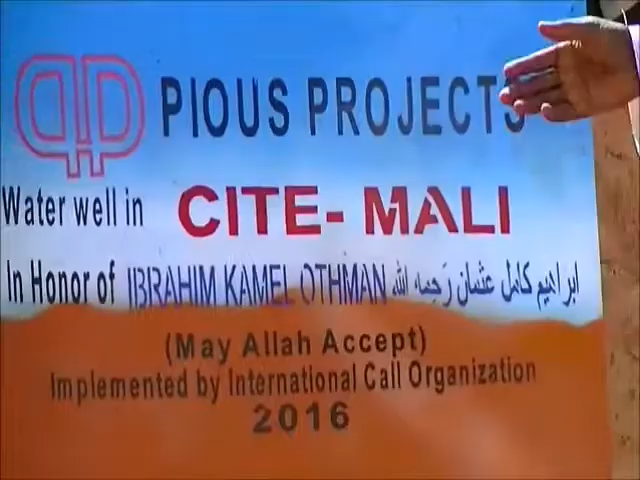 PIOUS PROJECTS
Water well in CITE- MALI
In Honor of IBRAHIM KAMEL OTHMAN ابراهيم كامل عثمان رَحِمه الله
(May Allah Accept)
Implemented by International Call Organization
2016